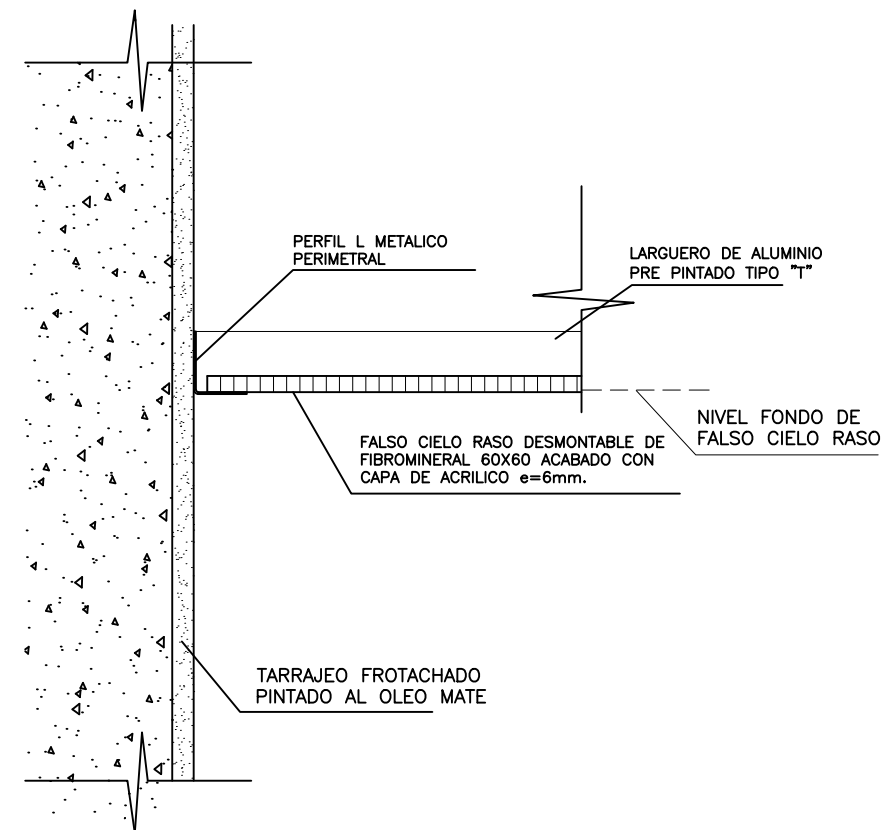 PERFIL L METALICO
PERIMETRAL
LARGUERO DE ALUMINIO
PRE PINTADO TIPO "T"
NIVEL FONDO DE
FALSO CIELO RASO
FALSO CIELO RASO DESMONTABLE DE
FIBROMINERAL 60X60 ACABADO CON
CAPA DE ACRILICO e=6mm.
TARRAJEO FROTACHADO
PINTADO AL OLEO MATE